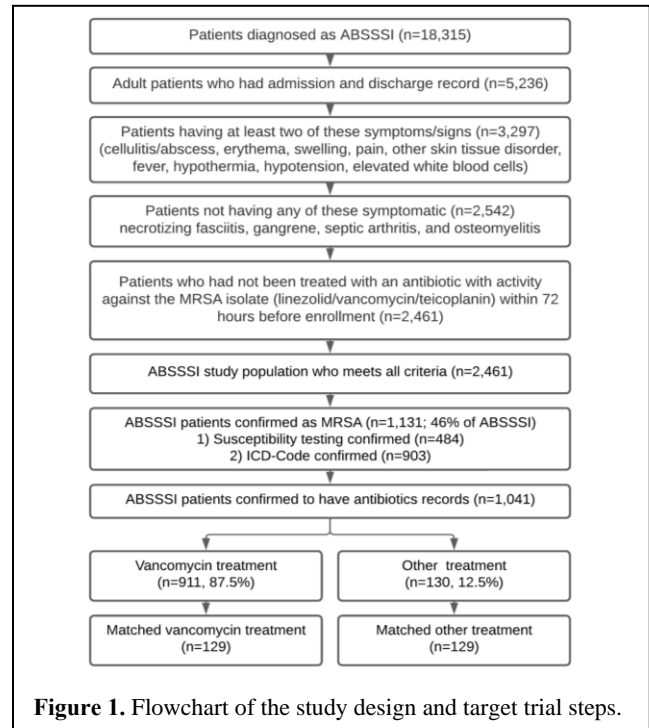 Patients diagnosed as ABSSSI (n=18,315)
Adult patients who had admission and discharge record (n=5,236)
Patients having at least two of these symptoms/signs (n=3,297)
(cellulitis/abscess, erythema, swelling, pain, other skin tissue disorder,
fever, hypothermia, hypotension, elevated white blood cells)
Patients not having any of these symptomatic (n=2,542)
necrotizing fasciitis, gangrene, septic arthritis, and osteomyelitis
Patients who had not been treated with an antibiotic with activity
against the MRSA isolate (linezolid/vancomycin/teicoplanin) within 72
hours before enrollment (n=2,461)
ABSSSI study population who meets all criteria (n=2,461)
ABSSSI patients confirmed as MRSA (n=1,131; 46% of ABSSSI)
1) Susceptibility testing confirmed (n=484)
2) ICD-Code confirmed (n=903)
ABSSSI patients confirmed to have antibiotics records (n=1,041)
Vancomycin treatment
(n=911, 87.5%)
Other treatment
(n=130, 12.5%)
Matched vancomycin treatment
(n=129)
Matched other treatment
(n=129)
Figure 1. Flowchart of the study design and target trial steps.